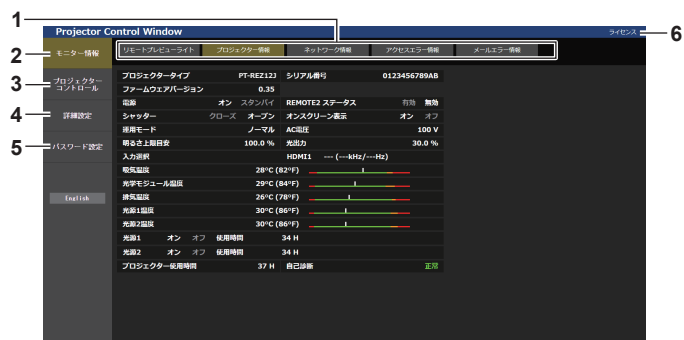 1
Projector Control Window
ライセンス
6
2
モニター情報
リモートプレビューライト
プロジェクター情報
ネットワーク情報
アクセスエラー情報
メールエラー情報
3
プロジェクター
コントロール
4
詳細設定
5
パスワード設定
English
プロジェクタータイプ PT-REZ12J シリアル番号 0123456789AB
ファームウェアバージョン 0.35
電源 オン スタンバイ REMOTE2 ステータス 有効 無効
シャッター クローズ オープン オンスクリーン表示 オン オフ
運用モード ノーマル AC電圧 100 V
明るさ上限目安 100.0 % 光出力 30.0 %
入力選択 HDMI1 --- (---kHz/---Hz)
吸気温度 28°C (82°F)
光学モジュール温度 29°C (84°F)
排気温度 26°C (78°F)
光源1温度 30°C (86°F)
光源2温度 30°C (86°F)
光源1 オン オフ 使用時間 34 H
光源2 オン オフ 使用時間 34 H
プロジェクター使用時間 37 H 自己診断 正常